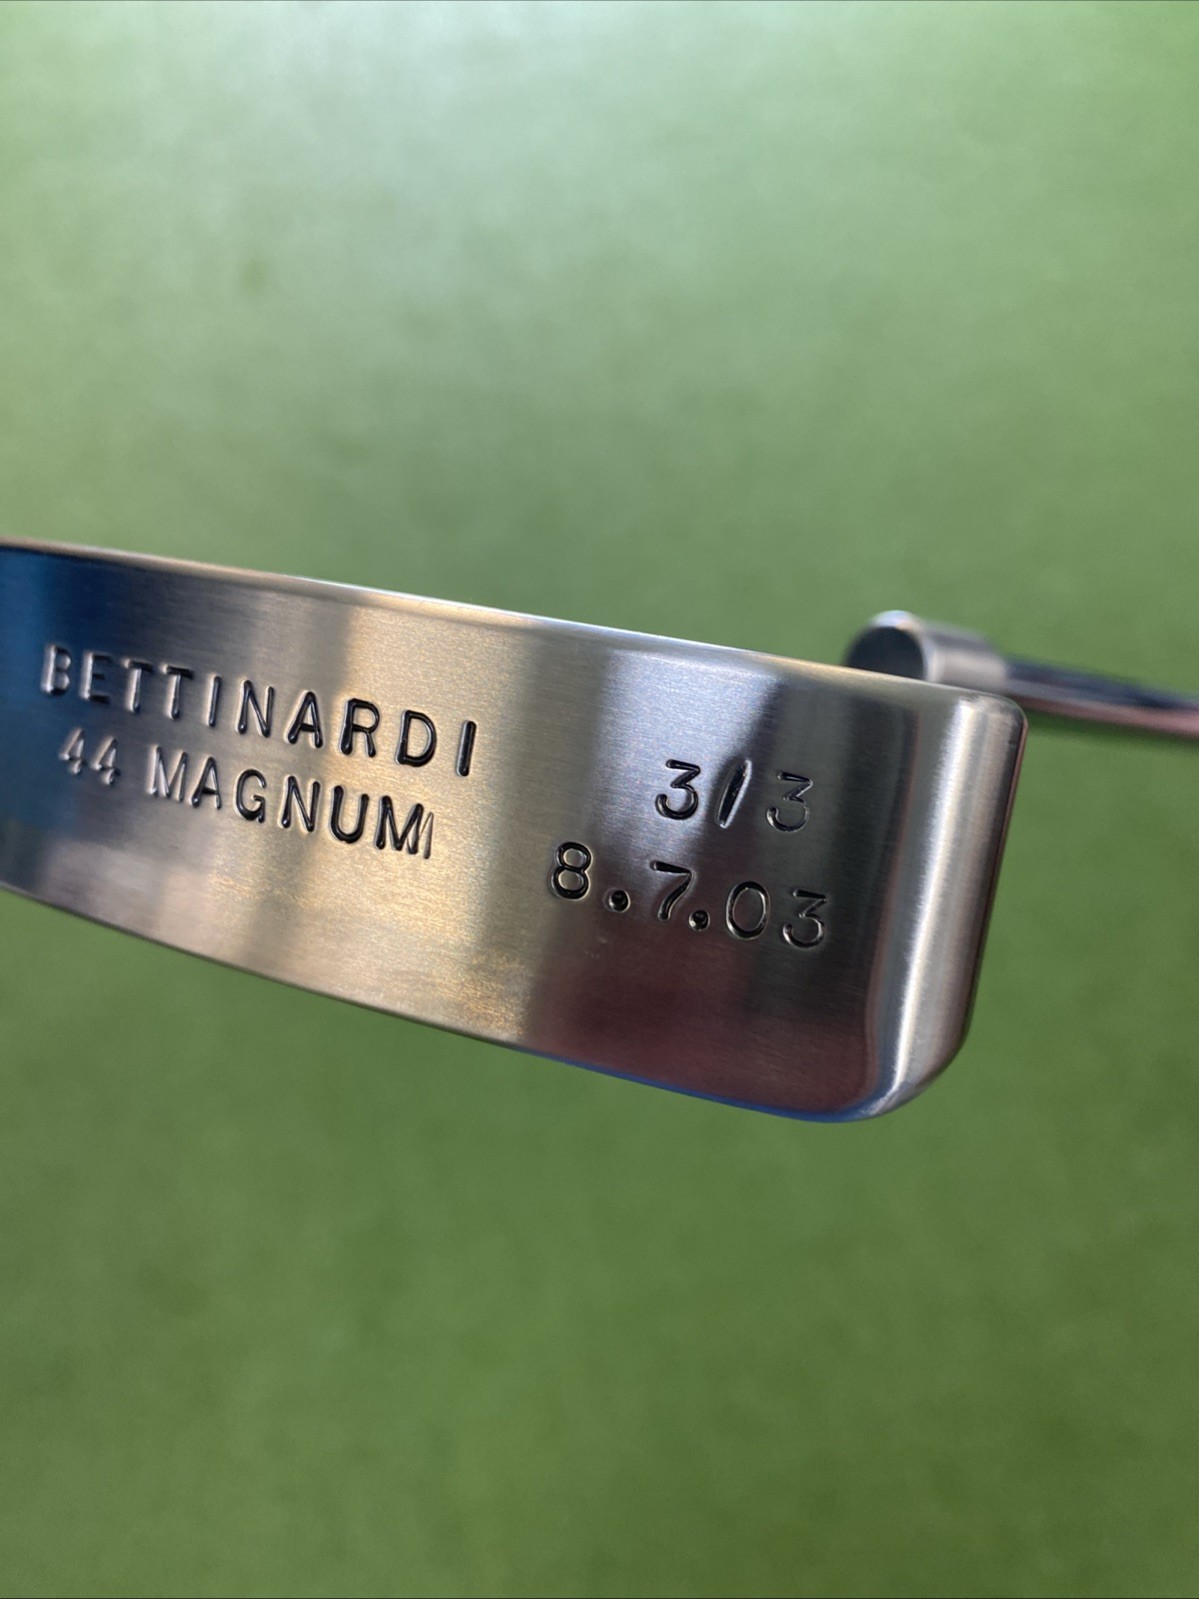 BETTINARDI
44 MAGNUM
3/3
8.7.03